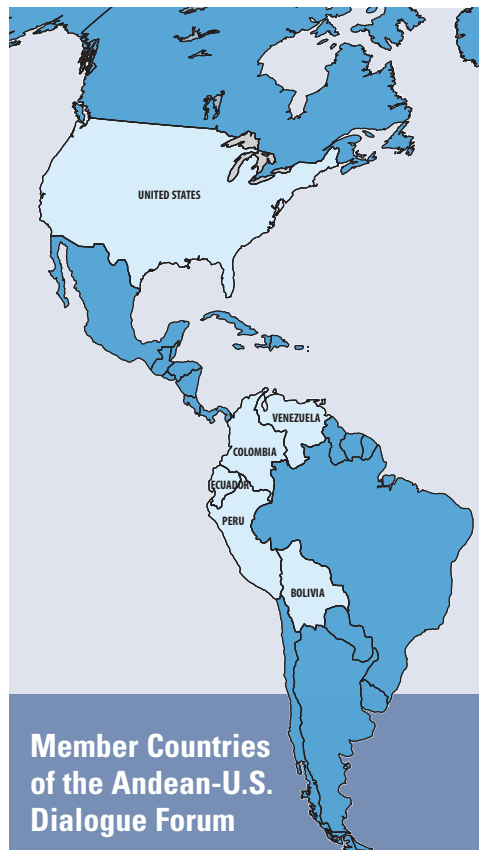 UNITED STATES
VENEZUELA
COLOMBIA
ECUADOR
PERU
BOLIVIA
Member Countries
of the Andean-U.S.
Dialogue Forum